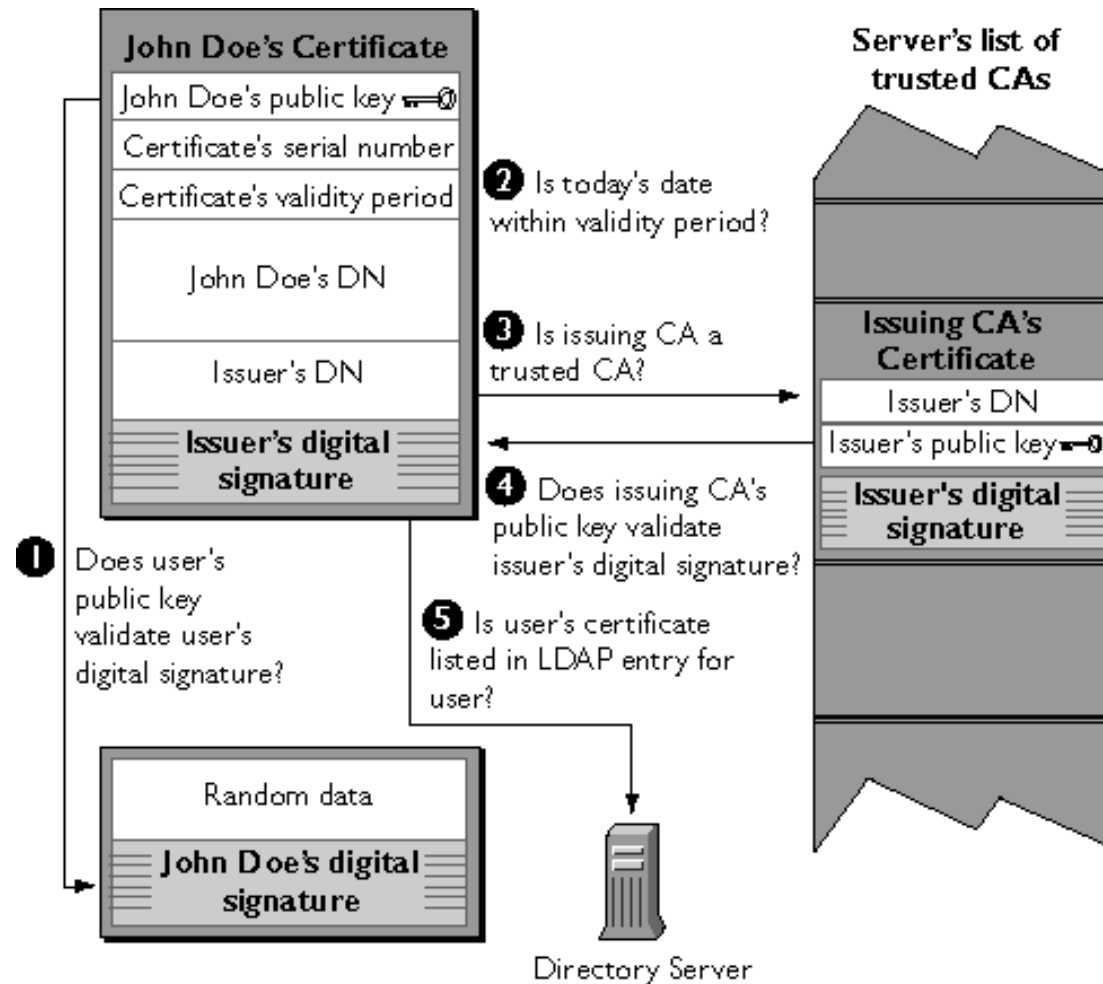 John Doe's Certificate
John Doe's public key
Certificate's serial number
Certificate's validity period
John Doe's DN
Issuer's DN
Issuer's digital
signature
Server's list of
trusted CAs
2 Is today's date
within validity period?
3 Is issuing CA a
trusted CA?
Issuing CA's
Certificate
Issuer's DN
Issuer's public key
Issuer's digital
signature
4 Does issuing CA's
public key validate
issuer's digital signature?
1 Does user's
public key
validate user's
digital signature?
5 Is user's certificate
listed in LDAP entry for
user?
Random data
John Doe's digital
signature
Directory Server